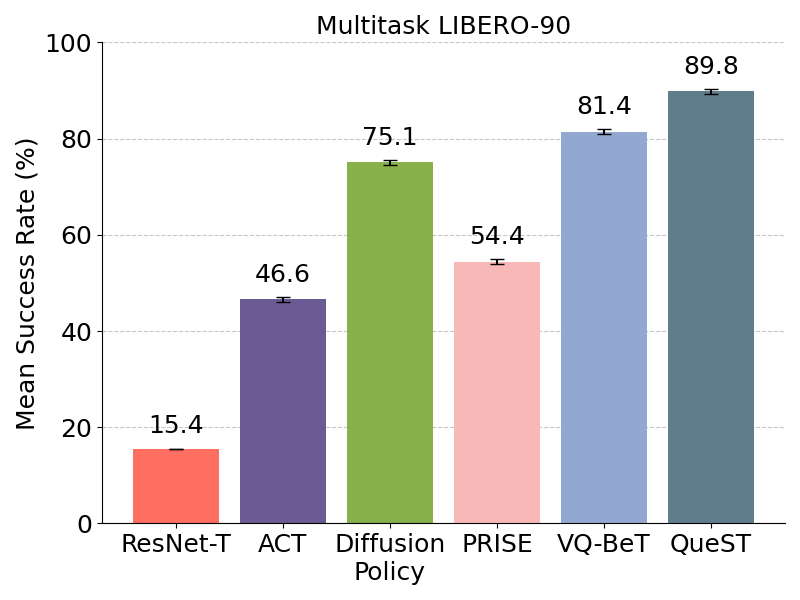 Multitask LIBERO-90
Mean Success Rate (%)
100
80
60
40
20
0
15.4
46.6
75.1
54.4
81.4
89.8
ResNet-T
ACT
Diffusion
Policy
PRISE
VQ-BeT
QueST